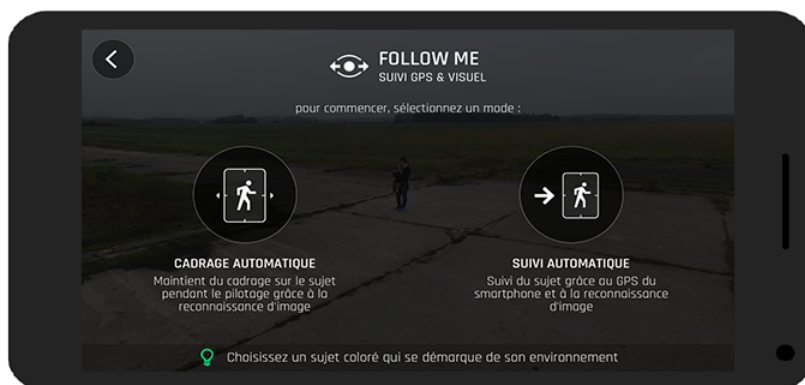 FOLLOW ME
SUIVI GPS & VISUEL
pour commencer, sélectionnez un mode :
CADRAGE AUTOMATIQUE
Maintient du cadrage sur le sujet
pendant le pilotage grâce à la
reconnaissance d'image
SUIVI AUTOMATIQUE
Suivi du sujet grâce au GPS du
smartphone et à la reconnaissance
d'image
Choisissez un sujet coloré qui se démarque de son environnement